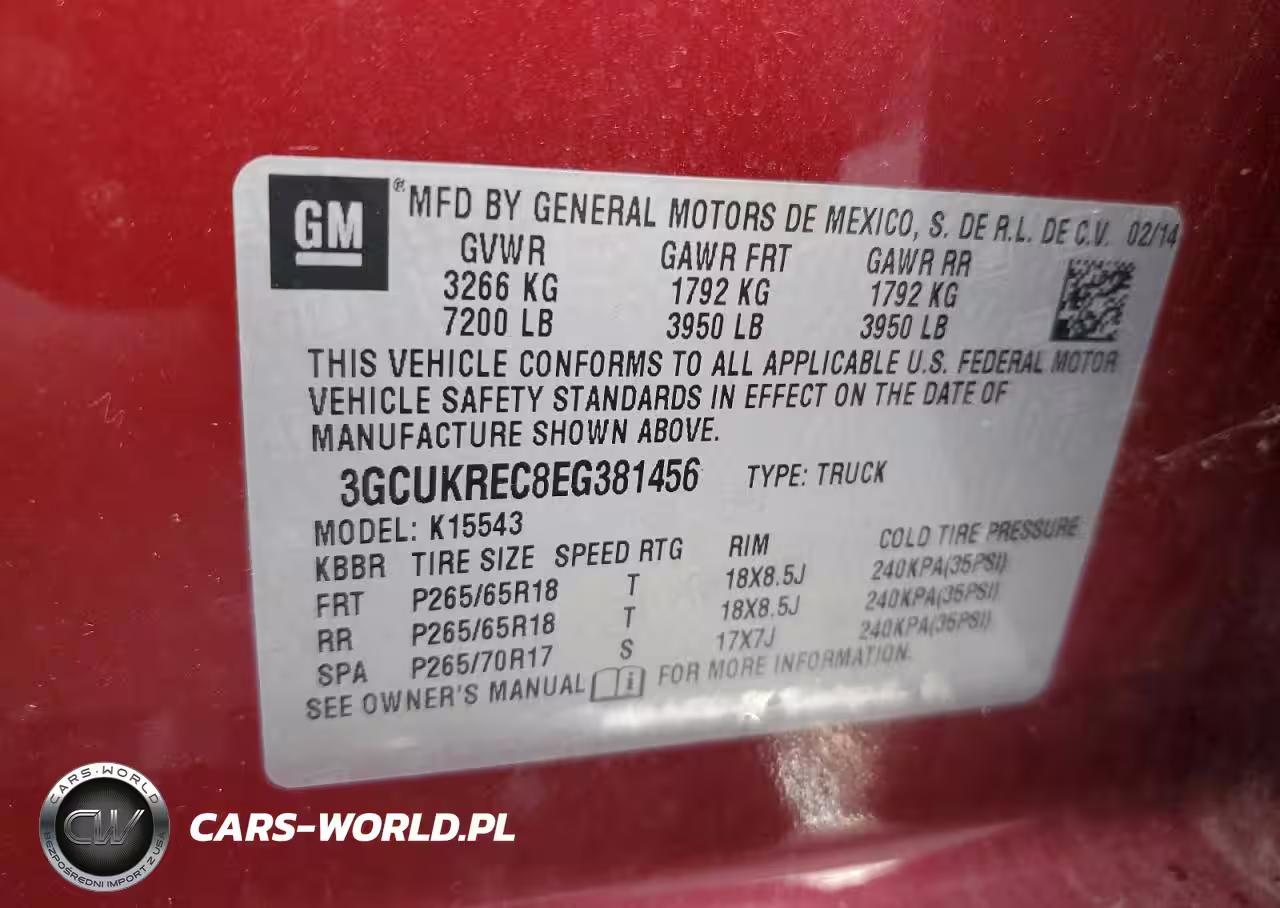 GM
® MFD BY GENERAL MOTORS DE MEXICO, S. DE R.L. DE C.V. 02/14
GVWR GAWR FRT GAWR RR
3266 KG 1792 KG 1792 KG
7200 LB 3950 LB 3950 LB
THIS VEHICLE CONFORMS TO ALL APPLICABLE U.S. FEDERAL MOTOR
VEHICLE SAFETY STANDARDS IN EFFECT ON THE DATE OF
MANUFACTURE SHOWN ABOVE.
3GCUKREC8EG381456 TYPE: TRUCK
MODEL: K15543
KBBR TIRE SIZE SPEED RTG RIM COLD TIRE PRESSURE
FRT P265/65R18 T 18X8.5J 240KPA(35PSI)
RR P265/65R18 T 18X8.5J 240KPA(35PSI)
SPA P265/70R17 S 17X7J 240KPA(35PSI)
SEE OWNER'S MANUAL i FOR MORE INFORMATION.
CARS-WORLD
CW
BEZPOŚREDNI IMPORT Z USA
CARS-WORLD.PL